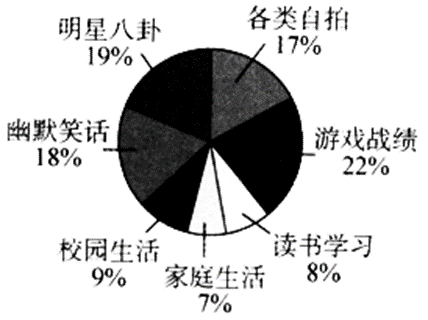 明星八卦
19%
各类自拍
17%
幽默笑话
18%
游戏战绩
22%
校园生活
9%
家庭生活
7%
读书学习
8%